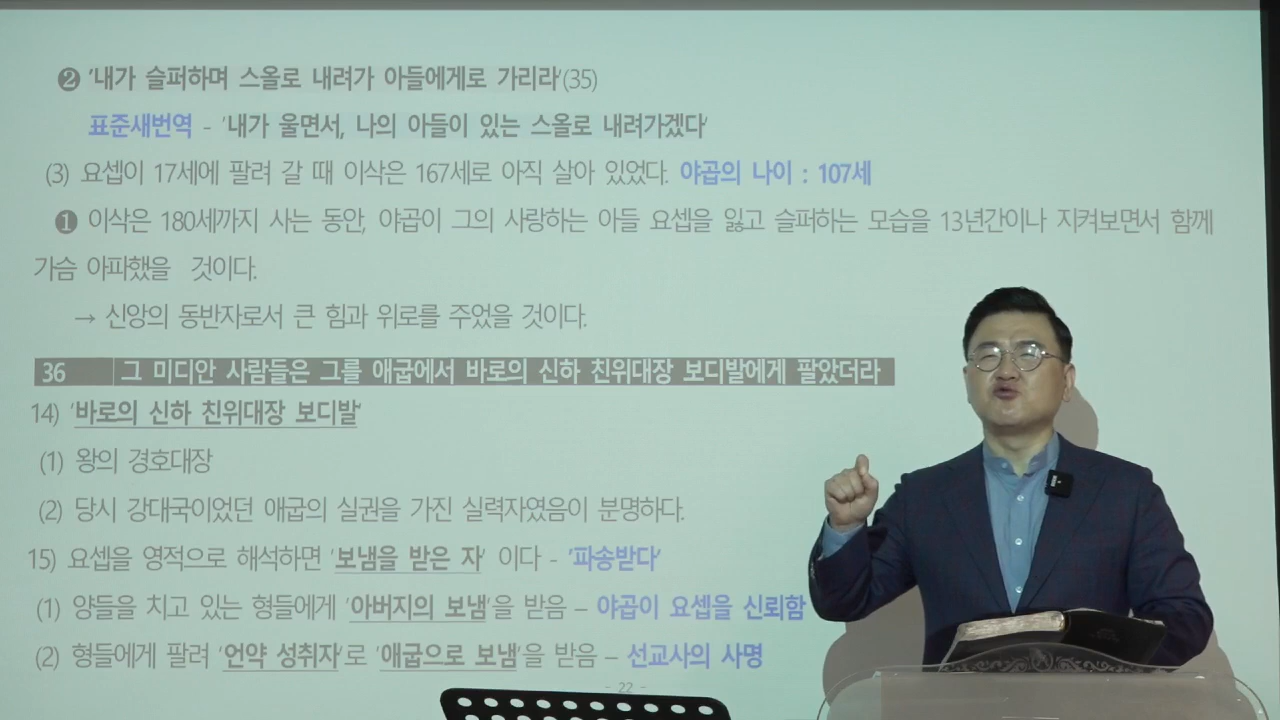 ❷ '내가 슬퍼하며 스올로 내려가 아들에게로 가리라'(35)
표준새번역 - '내가 울면서, 나의 아들이 있는 스올로 내려가겠다'
(3) 요셉이 17세에 팔려 갈 때 이삭은 167세로 아직 살아 있었다. 야곱의 나이 : 107세
❶ 이삭은 180세까지 사는 동안, 야곱이 그의 사랑하는 아들 요셉을 잃고 슬퍼하는 모습을 13년간이나 지켜보면서 함께
가슴 아파했을 것이다.
→ 신앙의 동반자로서 큰 힘과 위로를 주었을 것이다.
36 그 미디안 사람들은 그를 애굽에서 바로의 신하 친위대장 보디발에게 팔았더라
14) '바로의 신하 친위대장 보디발'
(1) 왕의 경호대장
(2) 당시 강대국이었던 애굽의 실권을 가진 실력자였음이 분명하다.
15) 요셉을 영적으로 해석하면 '보냄을 받은 자' 이다 - '파송받다'
(1) 양들을 치고 있는 형들에게 '아버지의 보냄'을 받음 – 야곱이 요셉을 신뢰함
(2) 형들에게 팔려 '언약 성취자'로 '애굽으로 보냄'을 받음 – 선교사의 사명
- 22 -